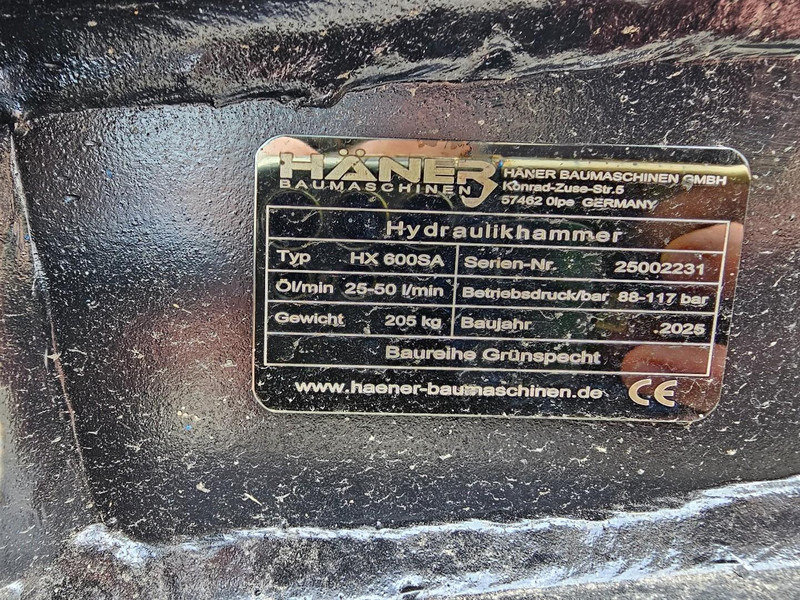 HÄNER
BAUMASCHINEN
HÄNER BAUMASCHINEN GMBH
Konrad-Zuse-Str.5
57462 Olpe GERMANY
Hydraulikhammer
Typ HX 600SA Serien-Nr. 25002231
Öl/min 25-50 l/min Betriebsdruck/bar 88-117 bar
Gewicht 205 kg Baujahr 2025
Baureihe Grünspecht
www.haener-baumaschinen.de CE